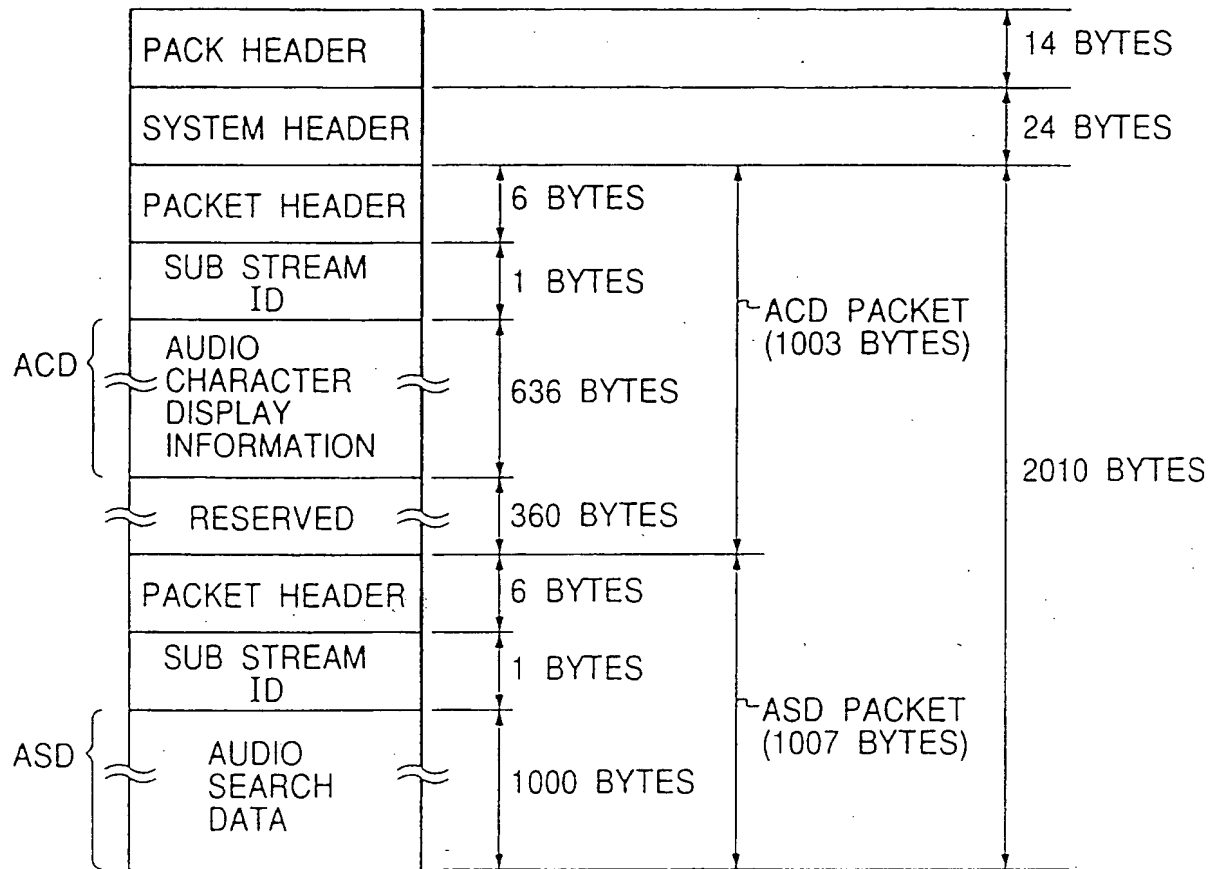 PACK HEADER
14 BYTES
SYSTEM HEADER
24 BYTES
PACKET HEADER
6 BYTES
SUB STREAM
ID
1 BYTES
ACD PACKET
(1003 BYTES)
ACD
AUDIO
CHARACTER
DISPLAY
INFORMATION
636 BYTES
2010 BYTES
RESERVED
360 BYTES
PACKET HEADER
6 BYTES
SUB STREAM
ID
1 BYTES
ASD PACKET
(1007 BYTES)
ASD
AUDIO
SEARCH
DATA
1000 BYTES